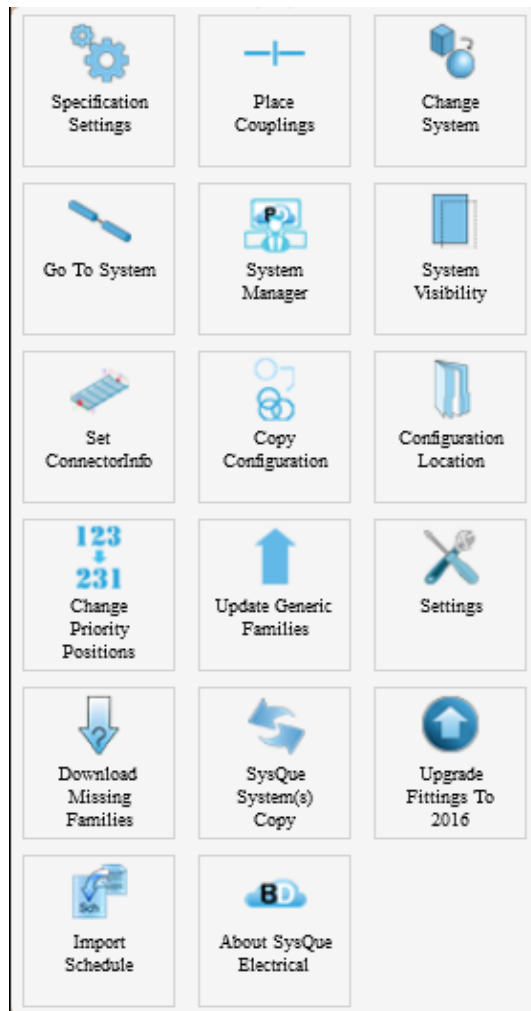 Specification
Settings
Place
Couplings
Change
System
Go To System
System
Manager
System
Visibility
Set
ConnectorInfo
Copy
Configuration
Configuration
Location
123
231
Change
Priority
Positions
Update Generic
Families
Settings
?
Download
Missing
Families
SysQue
System(s)
Copy
Upgrade
Fittings To
2016
Sch
Import
Schedule
BD
About SysQue
Electrical